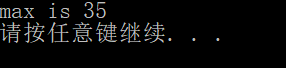 max is 35
请按任意键继续. . .